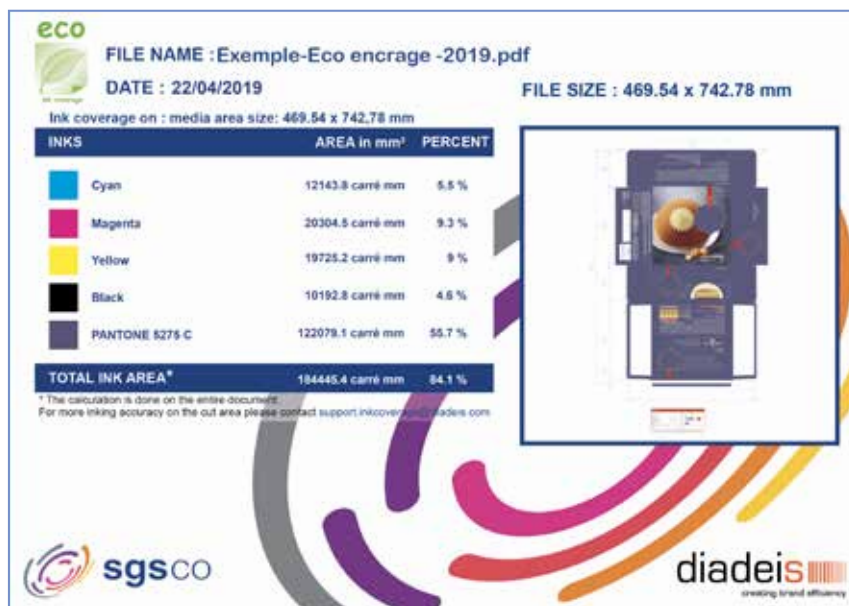 eco
FILE NAME : Exemple-Eco encrage -2019.pdf
DATE : 22/04/2019
FILE SIZE : 469.54 x 742.78 mm
Ink coverage on : media area size: 469.54 x 742,78 mm
INKS AREA in mm² PERCENT
Cyan 12143.8 carré mm 5.5 %
Magenta 20304.5 carré mm 9.3 %
Yellow 19725.2 carré mm 9 %
Black 10192.8 carré mm 4.6 %
PANTONE 5275 C 122079.1 carré mm 55.7 %
TOTAL INK AREA* 184445.4 carré mm 84.1 %
* The calculation is done on the entire document.
For more inking accuracy on the cut area please contact support.inkcoverage@diadeis.com
sgsco
diadeis
creating brand efficiency